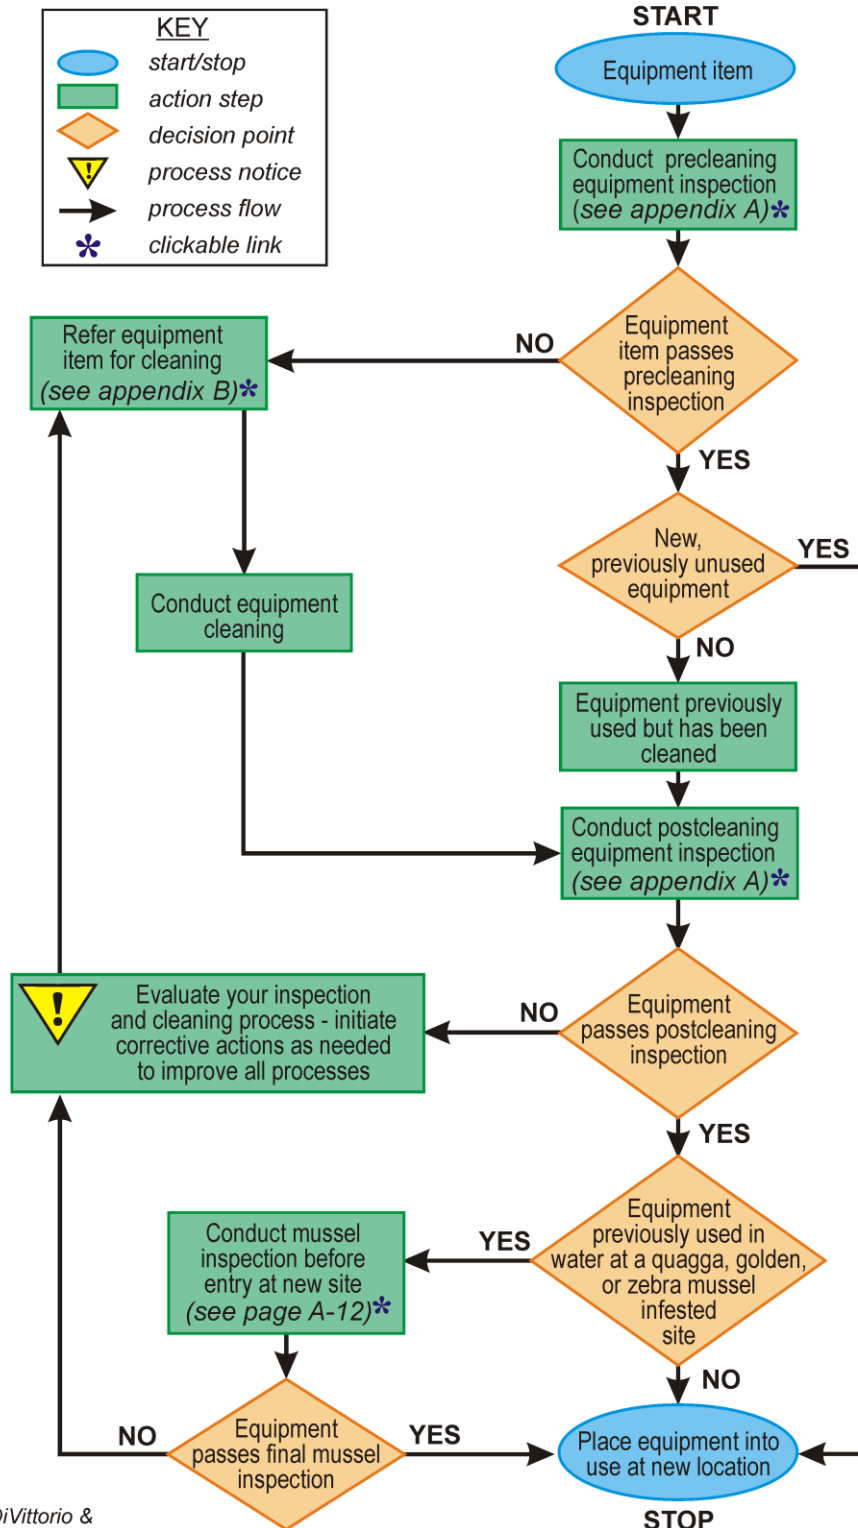 KEY
start/stop
action step
decision point
!
process notice
process flow
* clickable link
START
Equipment item
Conduct precleaning
equipment inspection
(see appendix A)*
Equipment
item passes
precleaning
inspection
NO
YES
Refer equipment
item for cleaning
(see appendix B)*
Conduct equipment
cleaning
New,
previously unused
equipment
YES
NO
Equipment previously
used but has been
cleaned
Conduct postcleaning
equipment inspection
(see appendix A)*
Equipment
passes postcleaning
inspection
NO
YES
!
Evaluate your inspection
and cleaning process - initiate
corrective actions as needed
to improve all processes
Equipment
previously used in
water at a quagga, golden,
or zebra mussel
infested
site
YES
NO
Conduct mussel
inspection before
entry at new site
(see page A-12)*
Equipment
passes final mussel
inspection
NO
YES
Place equipment into
use at new location
STOP
DiVittorio &